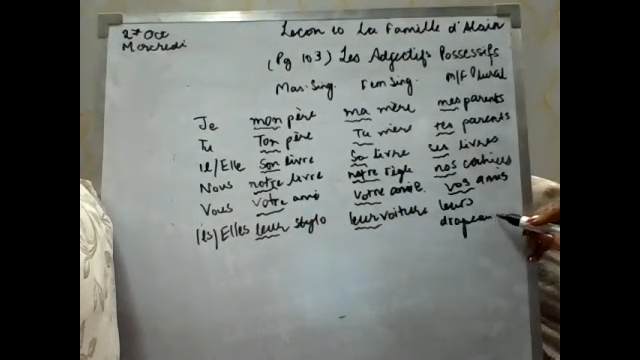 2nd Oct Lecon 10 La Famille d'Alain
Mercredi
(Pg 103) Les Adjectifs Possessifs
Mas. Sing. Fem Sing. M/F Plural
Je mon père ma mère mes parents
Tu Ton père Ta mère tes parents
Il/Elle son livre Sa livre ses livres
Nous notre livre notre règle nos cahiers
Vous votre ami votre amie vos amis
Ils/Elles leur stylo leur voiture leurs
drapeau